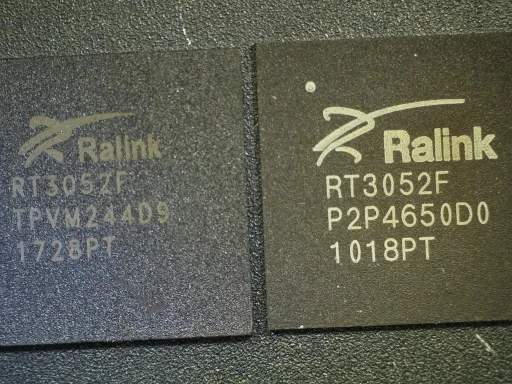 Ralink
RT3052F
TPVM244D9
1728PT
Ralink
RT3052F
P2P4650D0
1018PT